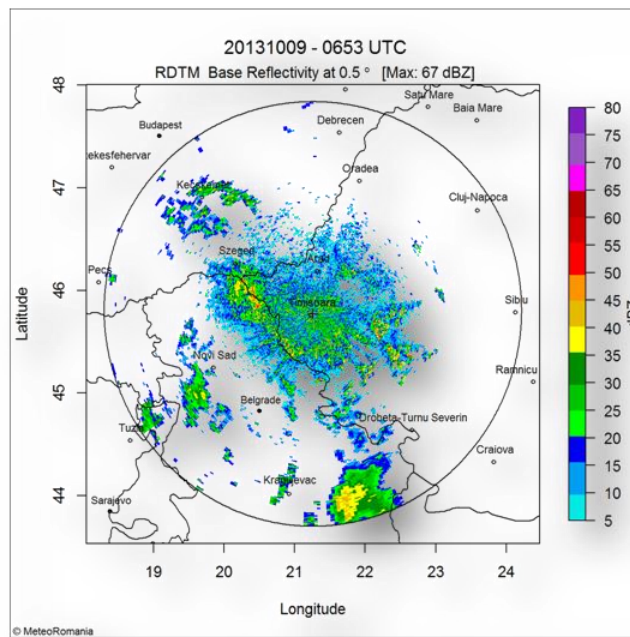 20131009 - 0653 UTC
RDTM Base Reflectivity at 0.5 ° [Max: 67 dBZ]
48
47
46
45
44
Latitude
Satu Mare
Baia Mare
Debrecen
Budapest
zekesfehervar
Oradea
Kecskemet
Cluj-Napoca
Szeged
Arad
Pecs
Timisoara
Sibiu
Novi Sad
Ramnicu
Belgrade
Drobeta-Turnu Severin
Tuzla
Craiova
Kragujevac
Sarajevo
19 20 21 22 23 24
Longitude
80
75
70
65
60
55
50
45
40
35
30
25
20
15
10
5
dBZ
© MeteoRomania